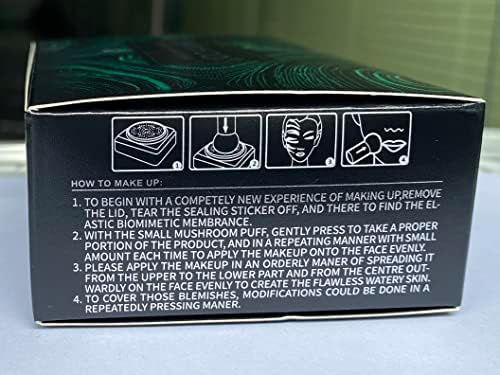 1
2
3
4
HOW TO MAKE UP:
1. TO BEGIN WITH A COMPETELY NEW EXPERIENCE OF MAKING UP,REMOVE
THE LID, TEAR THE SEALING STICKER OFF, AND THERE TO FIND THE EL-
ASTIC BIOMIMETIC MEMBRANCE.
2. WITH THE SMALL MUSHROOM PUFF, GENTLY PRESS TO TAKE A PROPER
PORTION OF THE PRODUCT, AND IN A REPEATING MANNER WITH SMALL
AMOUNT EACH TIME TO APPLY THE MAKEUP ONTO THE FACE EVENLY.
3. PLEASE APPLY THE MAKEUP IN AN ORDERLY MANER OF SPREADING IT
FROM THE UPPER TO THE LOWER PART AND FROM THE CENTRE OUT-
WARDLY ON THE FACE EVENLY TO CREATE THE FLAWLESS WATERY SKIN.
4. TO COVER THOSE BLEMISHES, MODIFICATIONS COULD BE DONE IN A
REPEATEDLY PRESSING MANER.